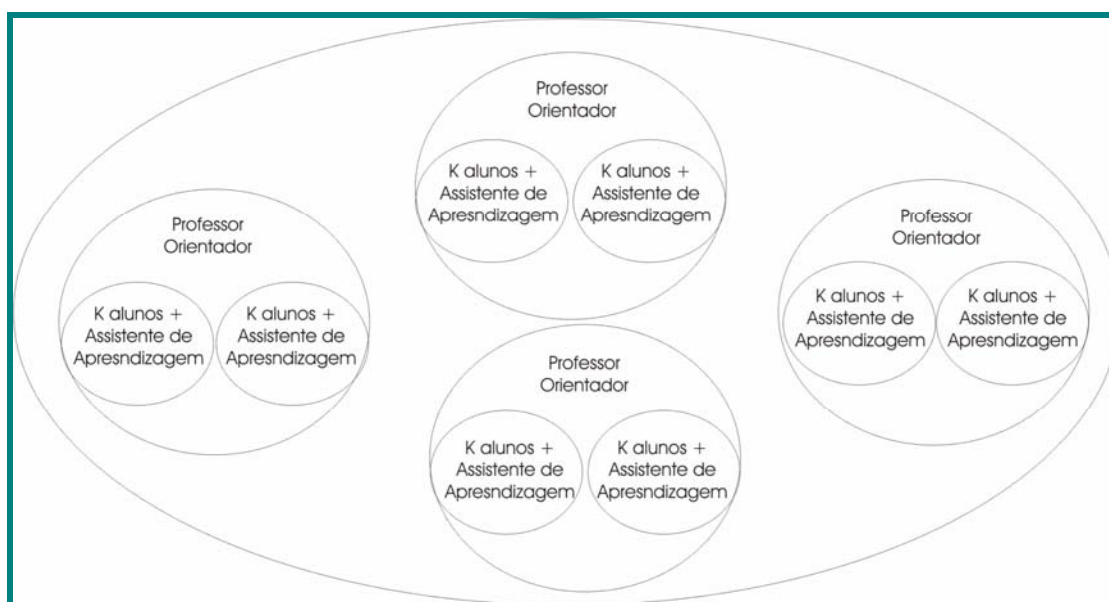 Professor
Orientador
K alunos +
Assistente de
Apresndizagem
K alunos +
Assistente de
Apresndizagem
Professor
Orientador
K alunos +
Assistente de
Apresndizagem
K alunos +
Assistente de
Apresndizagem
Professor
Orientador
K alunos +
Assistente de
Apresndizagem
K alunos +
Assistente de
Apresndizagem
Professor
Orientador
K alunos +
Assistente de
Apresndizagem
K alunos +
Assistente de
Apresndizagem